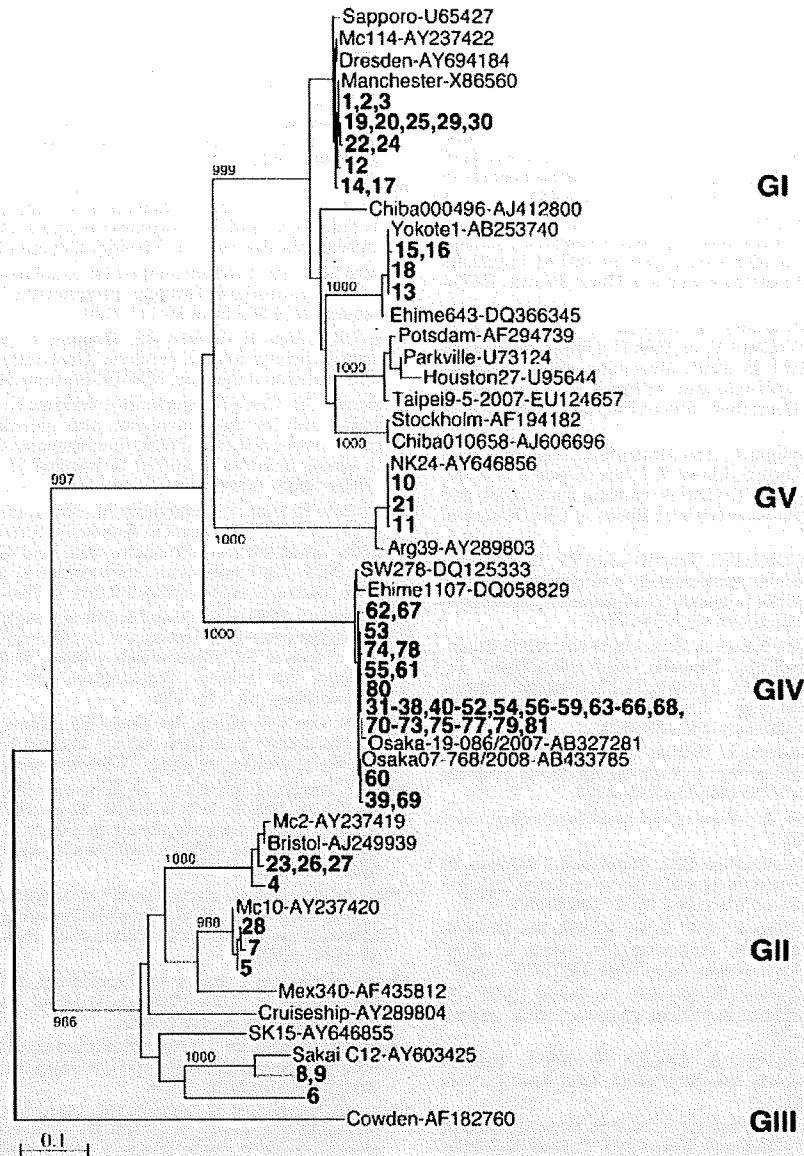 Sapporo-U65427
Mc114-AY237422
Dresden-AY694184
Manchester-X86560
1,2,3
19,20,25,29,30
22,24
12
999
14,17
GI
Chiba000496-AJ412800
Yokote1-AB253740
15,16
18
1000
13
Ehime643-DQ366345
Potsdam-AF294739
Parkville-U73124
1000
Houston27-U95644
Taipei9-5-2007-EU124657
Stockholm-AF194182
1000
Chiba010658-AJ606696
NK24-AY646856
997
10
GV
21
11
1000
Arg39-AY289803
SW278-DQ125333
Ehime1107-DQ058829
62,67
1000
53
74,78
55,61
80
GIV
31-38,40-52,54,56-59,63-66,68,
70-73,75-77,79,81
Osaka-19-086/2007-AB327281
Osaka07-768/2008-AB433785
60
39,69
Mc2-AY237419
Bristol-AJ249939
1000
23,26,27
4
Mc10-AY237420
988
28
7
GII
5
Mex340-AF435812
Cruiseship-AY289804
986
SK15-AY646855
Sakai C12-AY603425
1000
8,9
6
Cowden-AF182760
GIII
0.1